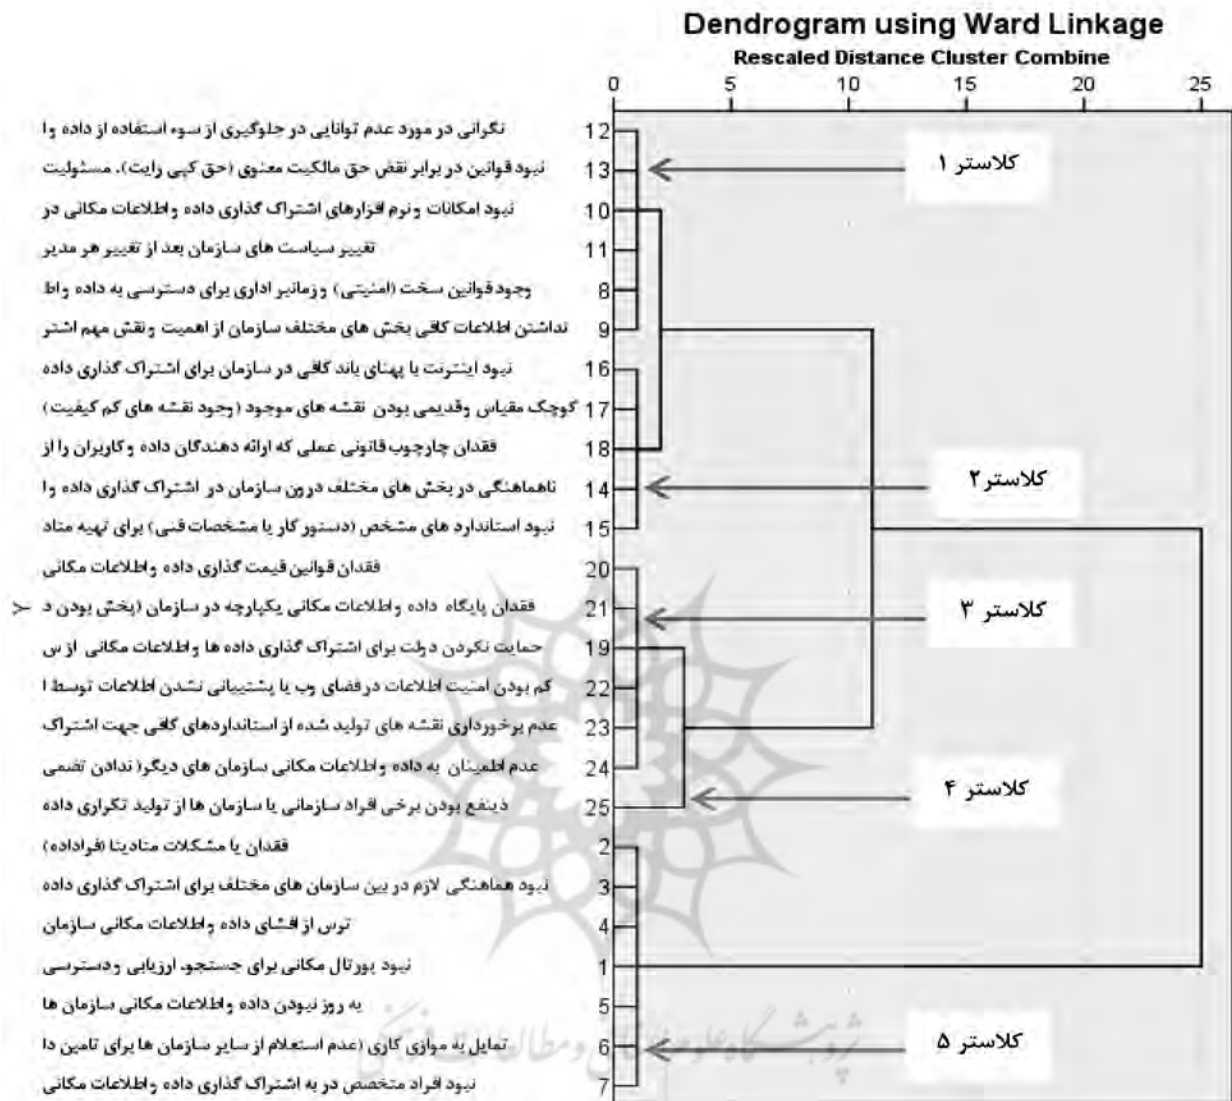 Dendrogram using Ward Linkage
Rescaled Distance Cluster Combine
0 5 10 15 20 25
نگرانی در مورد عدم توانایی در جلوگیری از سوء استفاده از داده وا 12
نبود قوانین در برابر نقض حق مالکیت معنوی (حق کپی رایت)، مسئولیت 13
کلاستر ۱
نبود امکانات و نرم افزارهای اشتراک گذاری داده و اطلاعات مکانی در 10
تغییر سیاست های سازمان بعد از تغییر هر مدیر 11
وجود قوانین سخت (امنیتی) و زمانبر اداری برای دسترسی به داده واط 8
نداشتن اطلاعات کافی بخش های مختلف سازمان از اهمیت و نقش مهم اشتر 9
نبود اینترنت با پهنای باند کافی در سازمان برای اشتراک گذاری داده 16
کوچک مقیاس وقدیمی بودن نقشه های موجود (وجود نقشه های کم کیفیت) 17
فقدان چارچوب قانونی عملی که ارائه دهندگان داده و کاربران را از 18
ناهماهنگی در بخش های مختلف درون سازمان در اشتراک گذاری داده وا 14
کلاستر۲
نبود استاندارد های مشخص (دستور کار یا مشخصات فنی) برای تهیه متاد 15
فقدان قوانین قیمت گذاری داده و اطلاعات مکانی 20
فقدان پایگاه داده و اطلاعات مکانی یکپارچه در سازمان (پخش بودن د 21
Y
کلاستر ۳
حمایت نکردن دولت برای اشتراک گذاری داده ها و اطلاعات مکانی از س 19
کم بودن امنیت اطلاعات در فضای وب یا پشتیبانی نشدن اطلاعات توسط ا 22
عدم برخورداری نقشه های تولید شده از استانداردهای کافی جهت اشتراک 23
عدم اطمینان به داده و اطلاعات مکانی سازمان های دیگر( ندادن تضمی 24
کلاستر ۴
ذینفع بودن برخی افراد سازمانی یا سازمان ها از تولید تکراری داده 25
فقدان یا مشکلات متادیتا (فراداده) 2
نبود هماهنگی لازم در بین سازمان های مختلف برای اشتراک گذاری داده 3
ترس از افشای داده و اطلاعات مکانی سازمان 4
نبود پورتال مکانی برای جستجو، ارزیابی و دسترسی 1
به روز نبودن داده و اطلاعات مکانی سازمان ها 5
تمایل به موازی کاری (عدم استعلام از سایر سازمان ها برای تامین دا 6
کلاستر ۵
نبود افراد متخصص در به اشتراک گذاری داده و اطلاعات مکانی 7